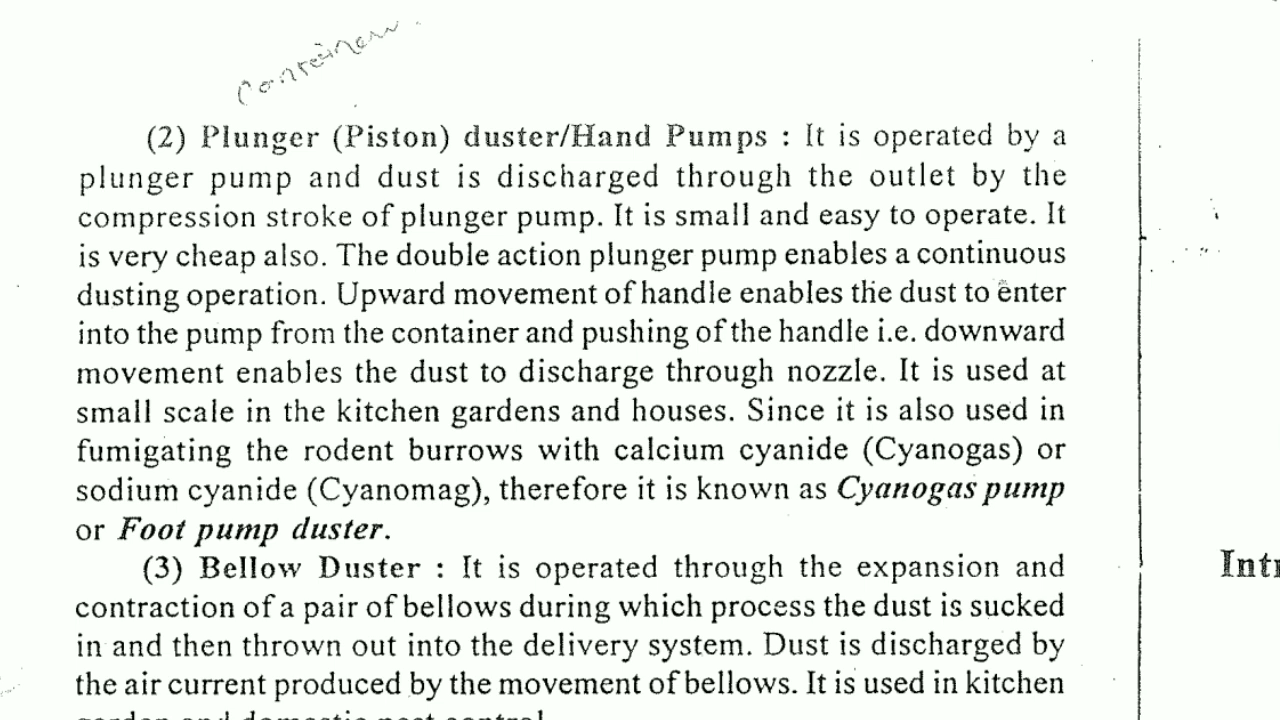 Container
(2) Plunger (Piston) duster/Hand Pumps : It is operated by a
plunger pump and dust is discharged through the outlet by the
compression stroke of plunger pump. It is small and easy to operate. It
is very cheap also. The double action plunger pump enables a continuous
dusting operation. Upward movement of handle enables the dust to enter
into the pump from the container and pushing of the handle i.e. downward
movement enables the dust to discharge through nozzle. It is used at
small scale in the kitchen gardens and houses. Since it is also used in
fumigating the rodent burrows with calcium cyanide (Cyanogas) or
sodium cyanide (Cyanomag), therefore it is known as Cyanogas pump
or Foot pump duster.
(3) Bellow Duster : It is operated through the expansion and
contraction of a pair of bellows during which process the dust is sucked
in and then thrown out into the delivery system. Dust is discharged by
the air current produced by the movement of bellows. It is used in kitchen
garden and domestic pest control.